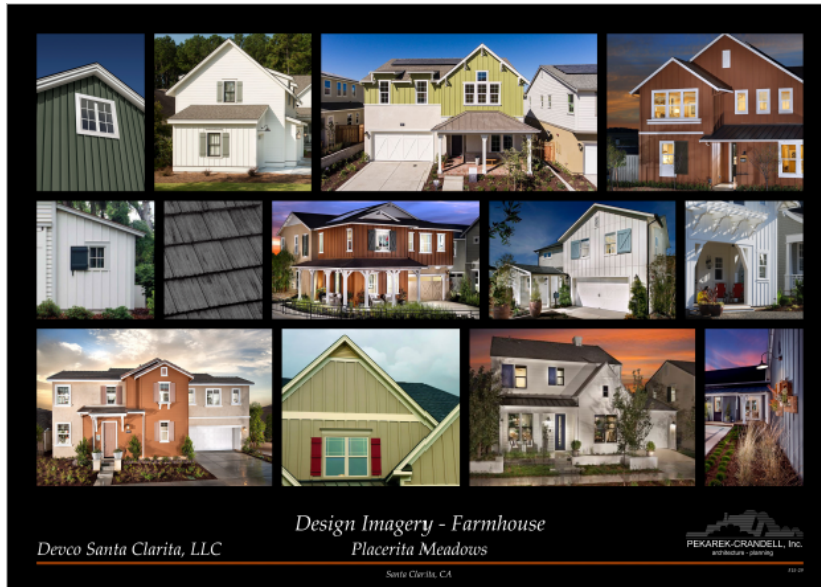 Design Imagery - Farmhouse
Devco Santa Clarita, LLC
Placerita Meadows
PEKAREK-CRANDELL, Inc.
architecture - planning
Santa Clarita, CA